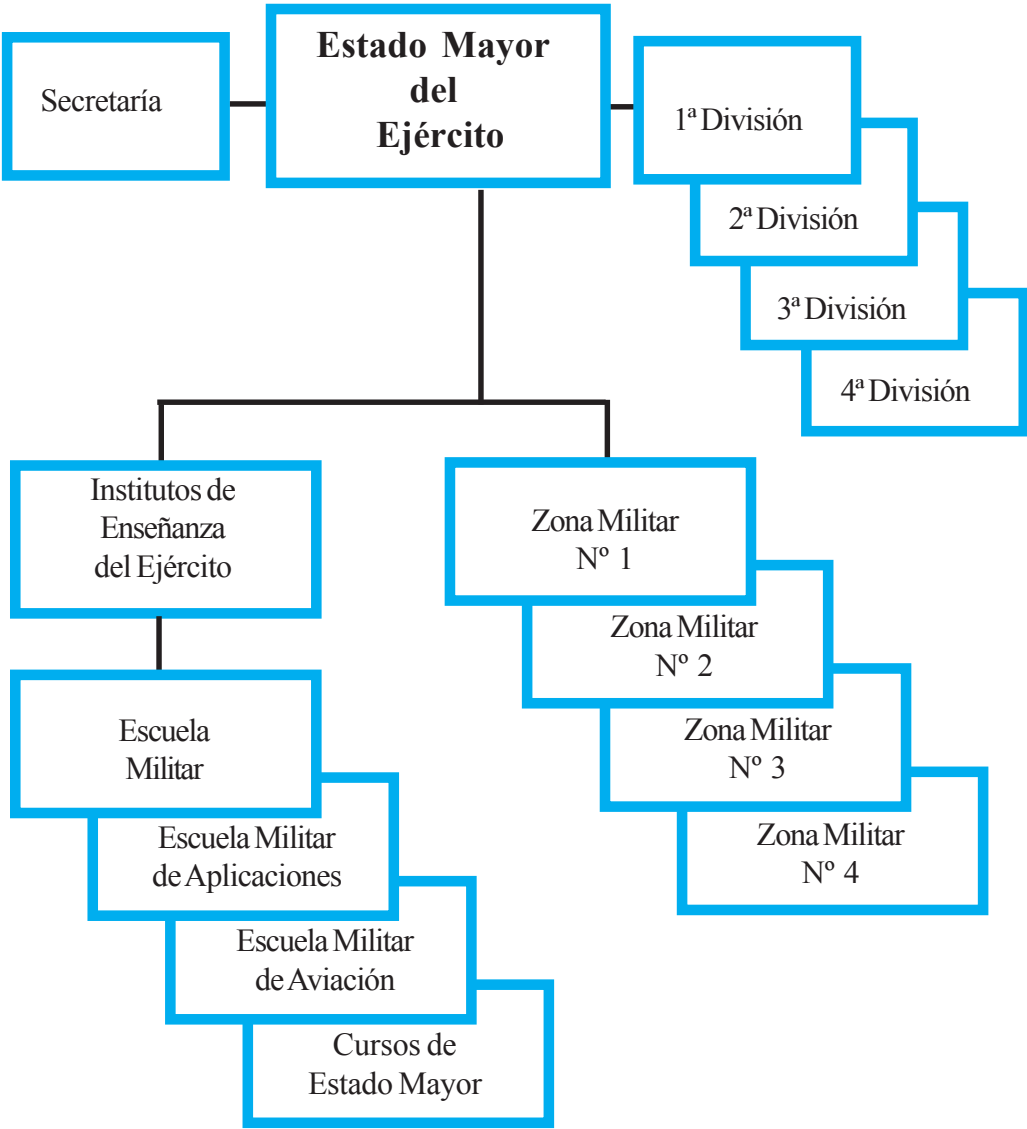 Secretaría
Estado Mayor
del
Ejército
1ª División
2ª División
3ª División
4ª División
Institutos de
Enseñanza
del Ejército
Escuela
Militar
Escuela Militar
de Aplicaciones
Escuela Militar
de Aviación
Cursos de
Estado Mayor
Zona Militar
Nº 1
Zona Militar
Nº 2
Zona Militar
Nº 3
Zona Militar
Nº 4